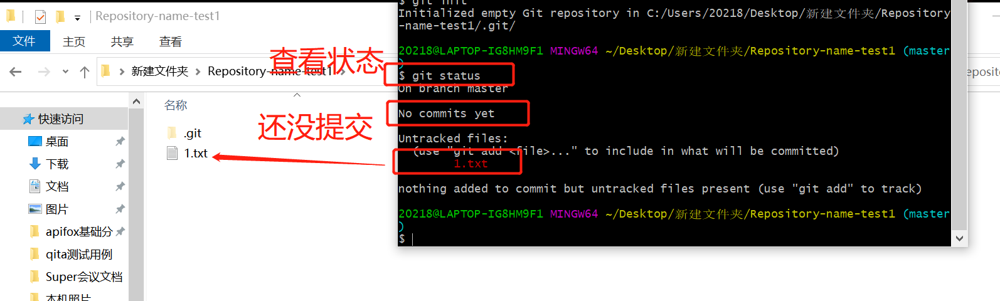 Repository-name-test1
文件 主页 共享 查看
新建文件夹 Repository-name-test1
名称
快速访问
桌面
下载
文档
图片
apifox基础分
qita测试用例
Super会议文档
本机照片
.git
1.txt
查看状态
还没提交
$ git init
Initialized empty Git repository in C:/Users/20218/Desktop/新建文件夹/Repository
-name-test1/.git/
20218@LAPTOP-IG8HM9F1 MINGW64 ~/Desktop/新建文件夹/Repository-name-test1 (master
)
$ git status
On branch master
No commits yet
Untracked files:
(use "git add <file>..." to include in what will be committed)
1.txt
nothing added to commit but untracked files present (use "git add" to track)
20218@LAPTOP-IG8HM9F1 MINGW64 ~/Desktop/新建文件夹/Repository-name-test1 (master
)
$